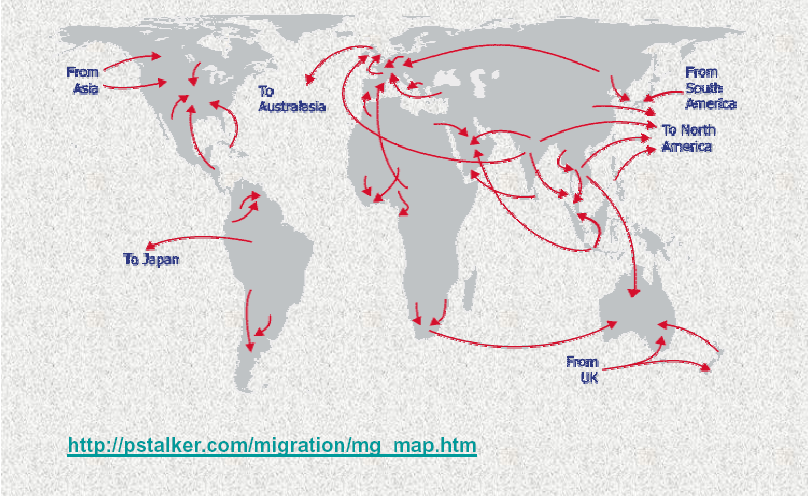 From
Asia
To
Australasia
From
South
America
To North
America
To Japan
From
UK
http://pstalker.com/migration/mg_map.htm